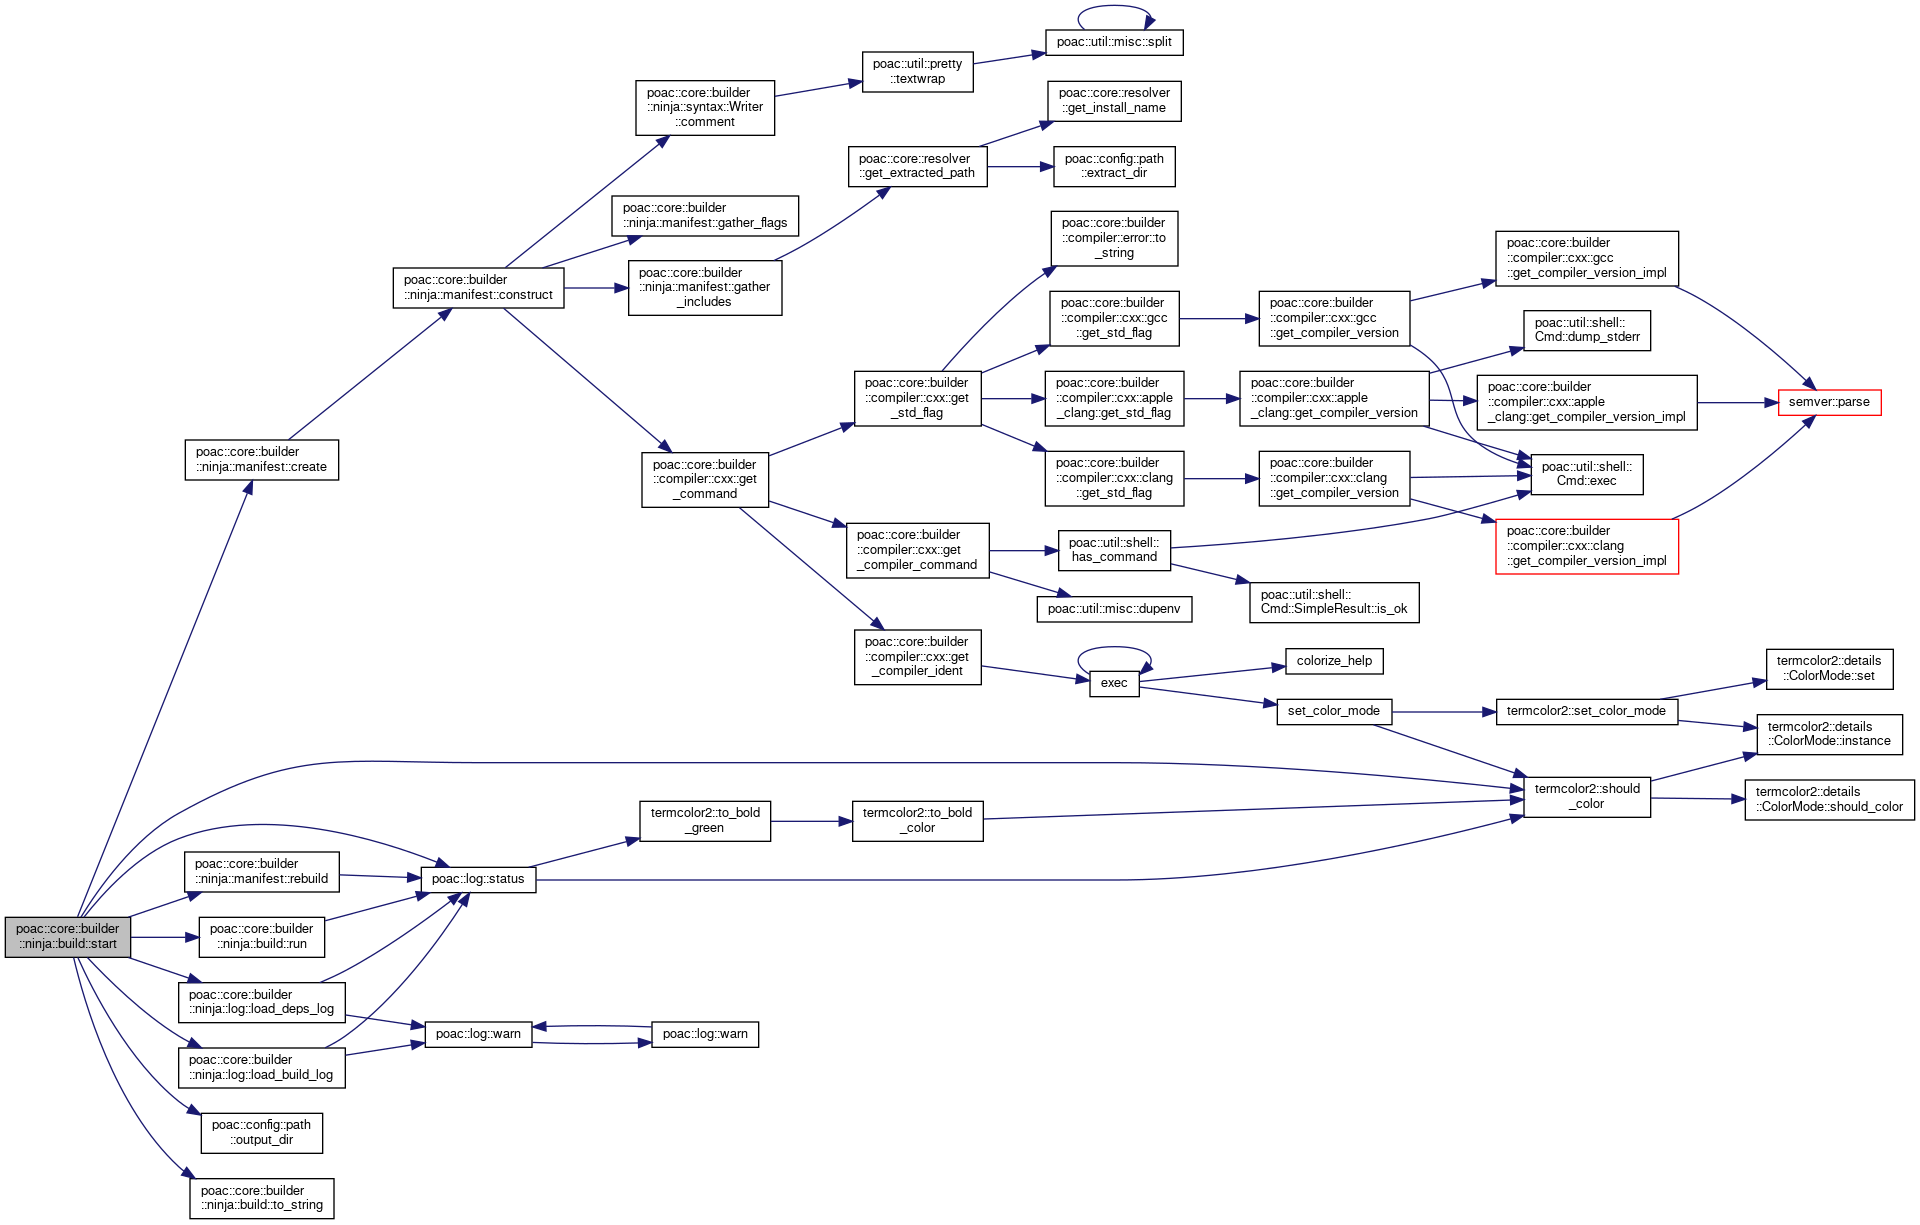 poac::util::misc::split
poac::util::pretty
::textwrap
poac::core::builder
::ninja::syntax::Writer
::comment
poac::core::resolver
::get_install_name
poac::core::resolver
::get_extracted_path
poac::config::path
::extract_dir
poac::core::builder
::ninja::manifest::gather_flags
poac::core::builder
::compiler::error::to
_string
poac::core::builder
::compiler::cxx::gcc
::get_compiler_version_impl
poac::core::builder
::ninja::manifest::construct
poac::core::builder
::ninja::manifest::gather
_includes
poac::core::builder
::compiler::cxx::gcc
::get_std_flag
poac::core::builder
::compiler::cxx::gcc
::get_compiler_version
poac::util::shell::
Cmd::dump_stderr
poac::core::builder
::compiler::cxx::get
_std_flag
poac::core::builder
::compiler::cxx::apple
_clang::get_std_flag
poac::core::builder
::compiler::cxx::apple
_clang::get_compiler_version
poac::core::builder
::compiler::cxx::apple
_clang::get_compiler_version_impl
semver::parse
poac::core::builder
::ninja::manifest::create
poac::core::builder
::compiler::cxx::get
_command
poac::core::builder
::compiler::cxx::clang
::get_std_flag
poac::core::builder
::compiler::cxx::clang
::get_compiler_version
poac::util::shell::
Cmd::exec
poac::core::builder
::compiler::cxx::get
_compiler_command
poac::util::shell::
has_command
poac::core::builder
::compiler::cxx::clang
::get_compiler_version_impl
poac::util::misc::dupenv
poac::util::shell::
Cmd::SimpleResult::is_ok
poac::core::builder
::compiler::cxx::get
_compiler_ident
exec
colorize_help
set_color_mode
termcolor2::set_color_mode
termcolor2::details
::ColorMode::set
termcolor2::details
::ColorMode::instance
termcolor2::should
_color
termcolor2::details
::ColorMode::should_color
termcolor2::to_bold
_green
termcolor2::to_bold
_color
poac::core::builder
::ninja::manifest::rebuild
poac::log::status
poac::core::builder
::ninja::build::start
poac::core::builder
::ninja::build::run
poac::core::builder
::ninja::log::load_deps_log
poac::log::warn
poac::log::warn
poac::core::builder
::ninja::log::load_build_log
poac::config::path
::output_dir
poac::core::builder
::ninja::build::to_string